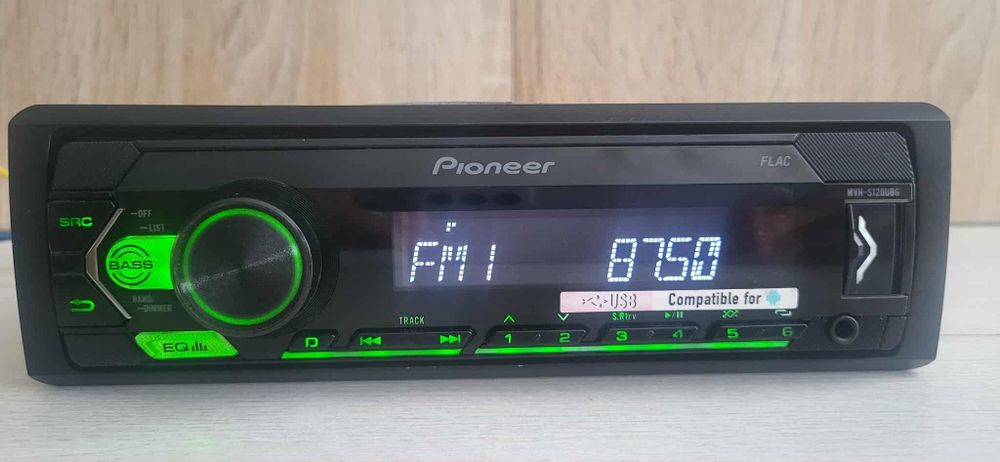 Pioneer
FLAC
MVH-S120UBG
SRC
OFF
LIST
BASS
BAND
DIMMER
EQ
FM1 8750
USB Compatible for
TRACK
S.Rtrv
D 1 2 3 4 5 6